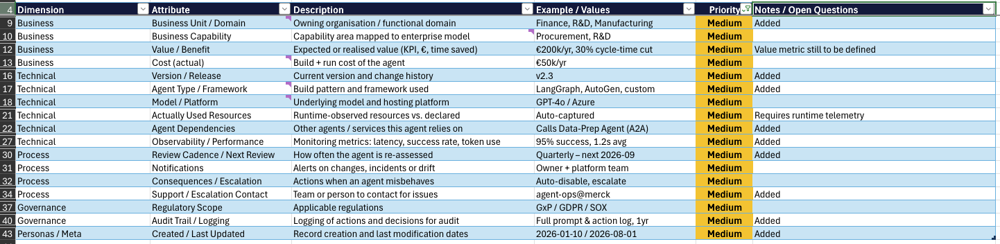 4 Dimension Attribute Description Example / Values Priority Notes / Open Questions
9 Business Business Unit / Domain Owning organisation / functional domain Finance, R&D, Manufacturing Medium Added
10 Business Business Capability Capability area mapped to enterprise model Procurement, R&D Medium
12 Business Value / Benefit Expected or realised value (KPI, €, time saved) €200k/yr, 30% cycle-time cut Medium Value metric still to be defined
13 Business Cost (actual) Build + run cost of the agent €50k/yr Medium
16 Technical Version / Release Current version and change history v2.3 Medium Added
17 Technical Agent Type / Framework Build pattern and framework used LangGraph, AutoGen, custom Medium Added
18 Technical Model / Platform Underlying model and hosting platform GPT-4o / Azure Medium
21 Technical Actually Used Resources Runtime-observed resources vs. declared Auto-captured Medium Requires runtime telemetry
22 Technical Agent Dependencies Other agents / services this agent relies on Calls Data-Prep Agent (A2A) Medium Added
27 Technical Observability / Performance Monitoring metrics: latency, success rate, token use 95% success, 1.2s avg Medium Added
30 Process Review Cadence / Next Review How often the agent is re-assessed Quarterly – next 2026-09 Medium Added
31 Process Notifications Alerts on changes, incidents or drift Owner + platform team Medium
32 Process Consequences / Escalation Actions when an agent misbehaves Auto-disable, escalate Medium
34 Process Support / Escalation Contact Team or person to contact for issues agent-ops@merck Medium Added
37 Governance Regulatory Scope Applicable regulations GxP / GDPR / SOX Medium
40 Governance Audit Trail / Logging Logging of actions and decisions for audit Full prompt & action log, 1yr Medium Added
43 Personas / Meta Created / Last Updated Record creation and last modification dates 2026-01-10 / 2026-08-01 Medium Added